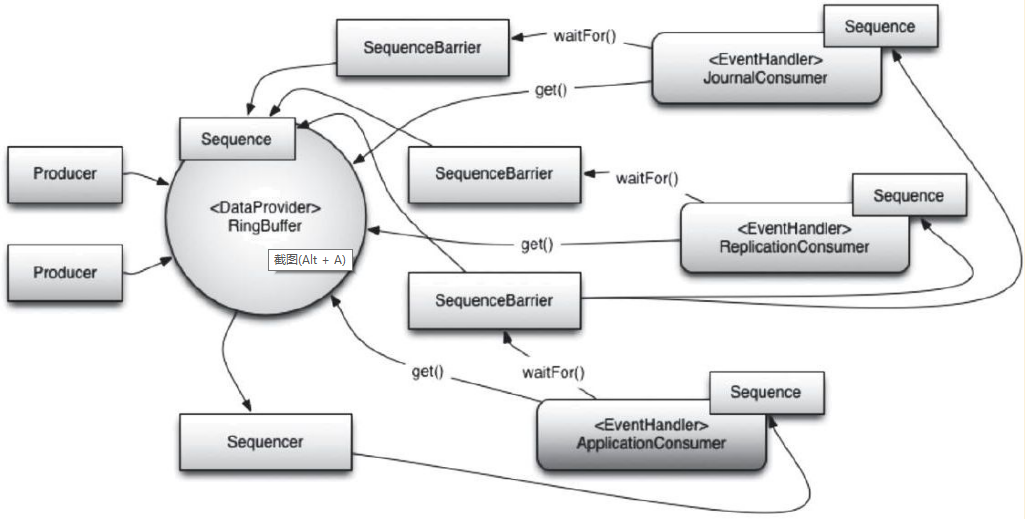 Sequence
SequenceBarrier
waitFor()
<EventHandler>
JournalConsumer
get()
Sequence
Producer
SequenceBarrier
waitFor()
Sequence
<DataProvider>
RingBuffer
<EventHandler>
ReplicationConsumer
get()
截图(Alt + A)
Producer
SequenceBarrier
get()
waitFor()
Sequence
<EventHandler>
ApplicationConsumer
Sequencer